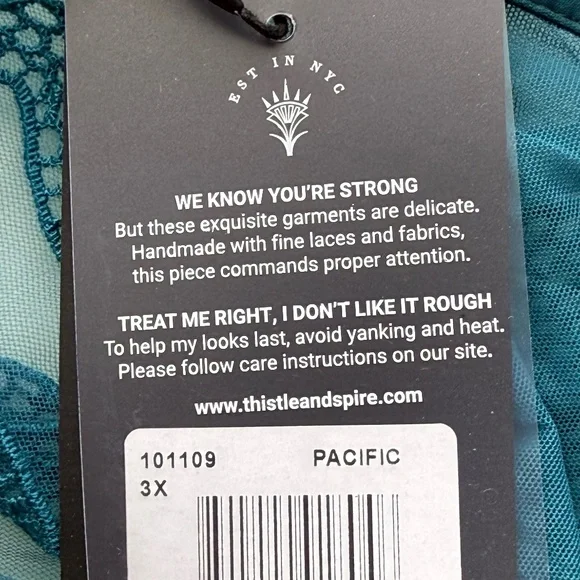 EST IN NYC
WE KNOW YOU'RE STRONG
But these exquisite garments are delicate.
Handmade with fine laces and fabrics,
this piece commands proper attention.
TREAT ME RIGHT, I DON'T LIKE IT ROUGH
To help my looks last, avoid yanking and heat.
Please follow care instructions on our site.
www.thistleandspire.com
101109 PACIFIC
3X